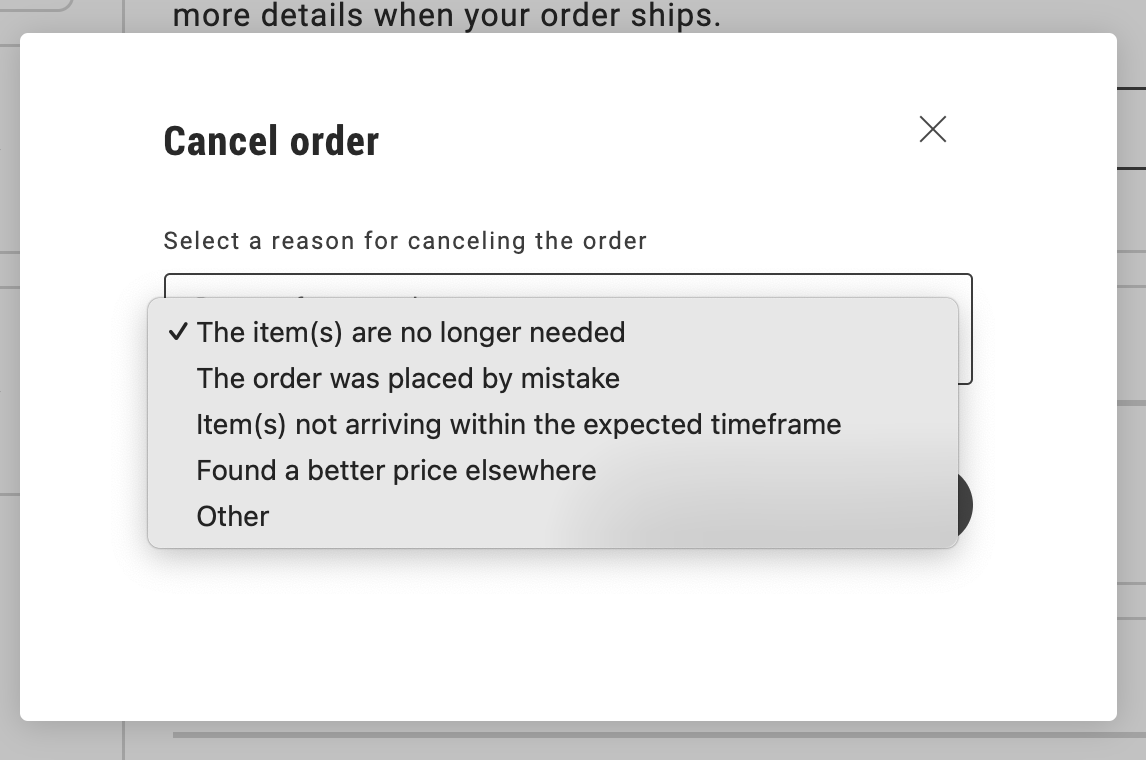 more details when your order ships.
Cancel order
Select a reason for canceling the order
✓ The item(s) are no longer needed
The order was placed by mistake
Item(s) not arriving within the expected timeframe
Found a better price elsewhere
Other